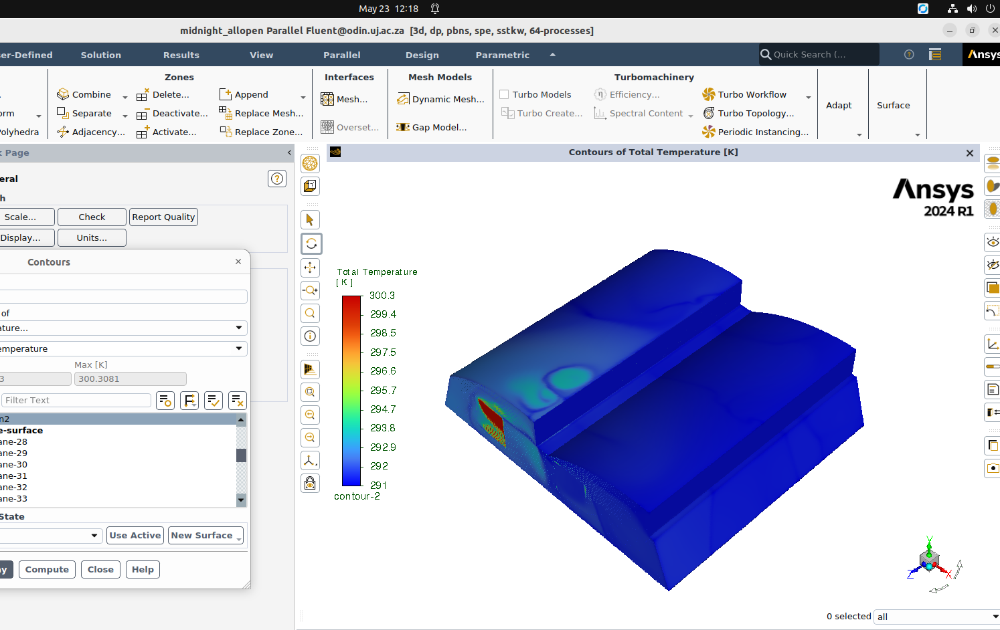 May 23 12:18
midnight_allopen Parallel Fluent@odin.uj.ac.za [3d, dp, pbns, spe, sstkw, 64-processes]
er-Defined Solution Results View Parallel Design Parametric Quick Search (... Ansys
Zones Interfaces Mesh Models Turbomachinery
Combine Delete... Append Mesh... Dynamic Mesh... Turbo Models Efficiency... Turbo Workflow
orm Separate Deactivate... Replace Mesh... Turbo Create... Spectral Content Turbo Topology... Adapt Surface
Polyhedra Adjacency... Activate... Replace Zone... Overset... Gap Model... Periodic Instancing...
k Page
Contours of Total Temperature [K]
eral
h
Scale... Check Report Quality
Display... Units...
Contours
of
ature...
emperature
Max [K]
3 300.3081
Filter Text
n2
e-surface
ane-28
ane-29
ane-30
ane-31
ane-32
ane-33
State
Use Active New Surface
ay Compute Close Help
Ansys
2024 R1
Total Temperature
[ K ]
300.3
299.4
298.5
297.5
296.6
295.7
294.7
293.8
292.9
292
291
contour-2
Y
Z X
0 selected all